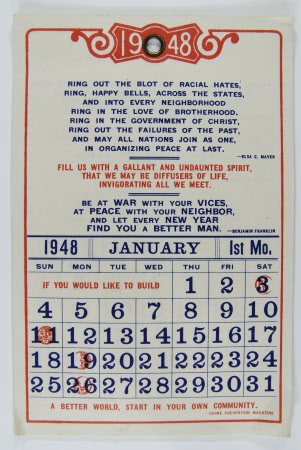 1948
RING OUT THE BLOT OF RACIAL HATES,
RING, HAPPY BELLS, ACROSS THE STATES,
AND INTO EVERY NEIGHBORHOOD
RING IN THE LOVE OF BROTHERHOOD.
RING IN THE GOVERNMENT OF CHRIST,
RING OUT THE FAILURES OF THE PAST,
AND MAY ALL NATIONS JOIN AS ONE,
IN ORGANIZING PEACE AT LAST.
—ELSA C. MAYER
FILL US WITH A GALLANT AND UNDAUNTED SPIRIT,
THAT WE MAY BE DIFFUSERS OF LIFE,
INVIGORATING ALL WE MEET.
BE AT WAR WITH YOUR VICES,
AT PEACE WITH YOUR NEIGHBOR,
AND LET EVERY NEW YEAR
FIND YOU A BETTER MAN.
—BENJAMIN FRANKLIN
1948 JANUARY 1st Mo.
SUN MON TUE WED THU FRI SAT
IF YOU WOULD LIKE TO BUILD 1 2 3
4 5 6 7 8 9 10
11 12 13 14 15 16 17
18 19 20 21 22 23 24
25 26 27 28 29 30 31
A BETTER WORLD, START IN YOUR OWN COMMUNITY.
—CRIME PREVENTION MAGAZINE